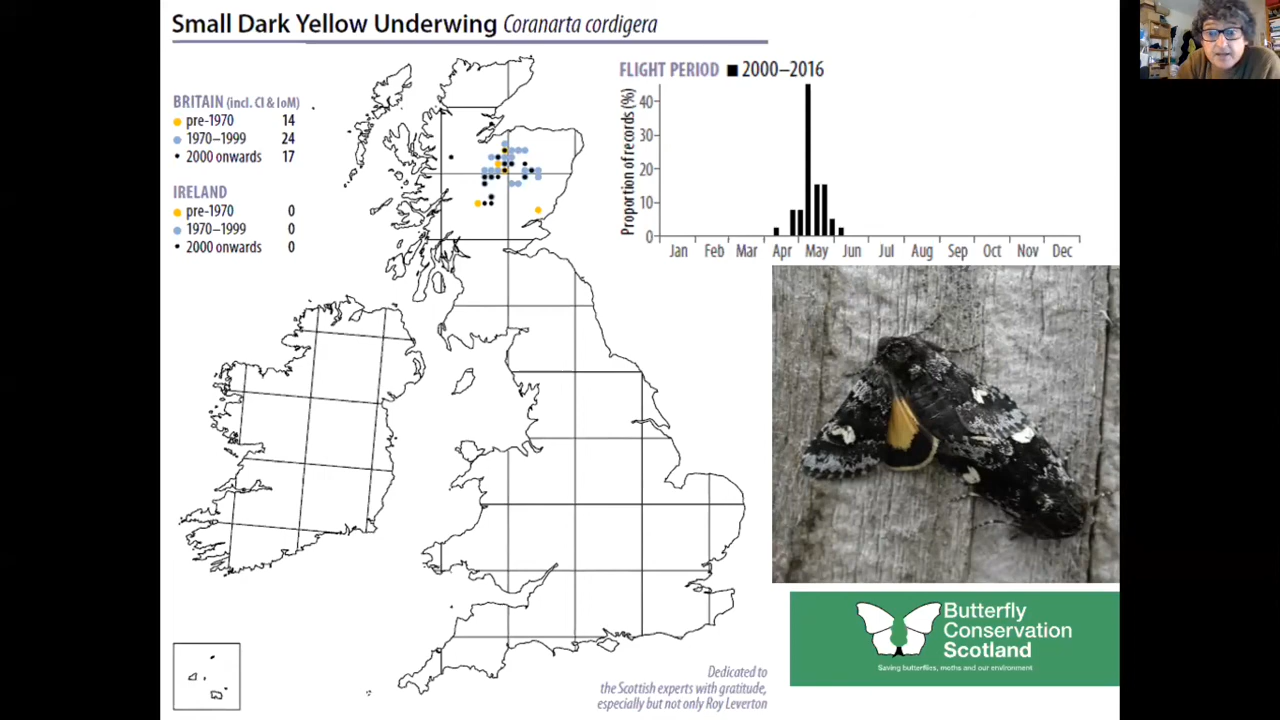 Small Dark Yellow Underwing Coranarta cordigera
BRITAIN (incl. CI & IoM)
pre-1970 14
1970–1999 24
2000 onwards 17
IRELAND
pre-1970 0
1970–1999 0
2000 onwards 0
FLIGHT PERIOD 2000–2016
Proportion of records (%)
40
30
20
10
0
Jan Feb Mar Apr May Jun Jul Aug Sep Oct Nov Dec
Butterfly
Conservation
Scotland
Saving butterflies, moths and our environment
Dedicated to
the Scottish experts with gratitude,
especially but not only Roy Leverton